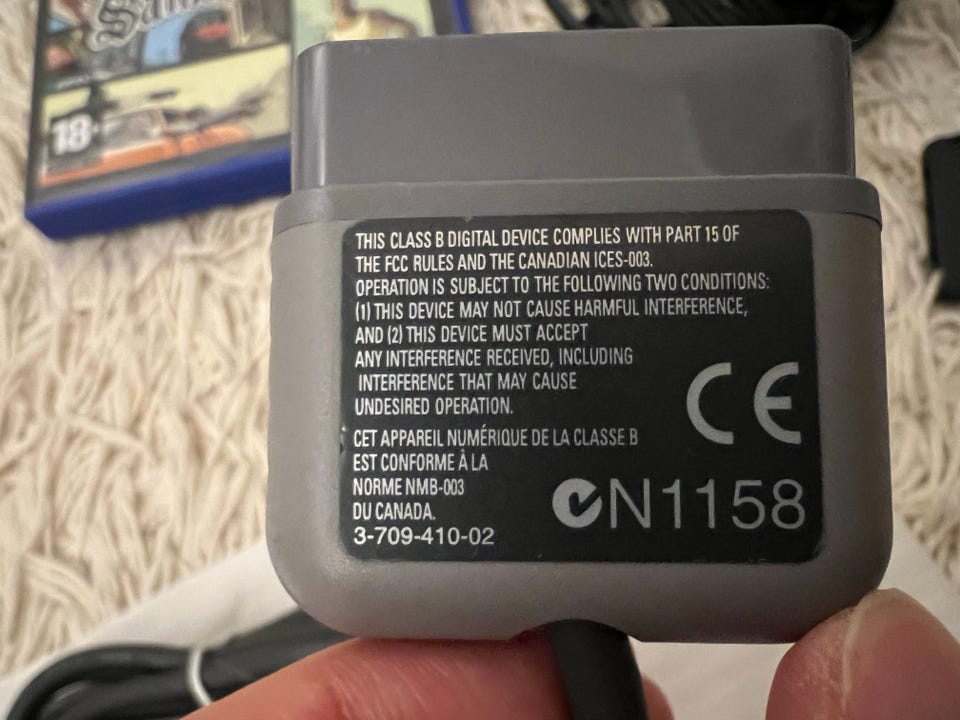 18
THIS CLASS B DIGITAL DEVICE COMPLIES WITH PART 15 OF
THE FCC RULES AND THE CANADIAN ICES-003.
OPERATION IS SUBJECT TO THE FOLLOWING TWO CONDITIONS:
(1) THIS DEVICE MAY NOT CAUSE HARMFUL INTERFERENCE,
AND (2) THIS DEVICE MUST ACCEPT
ANY INTERFERENCE RECEIVED, INCLUDING
INTERFERENCE THAT MAY CAUSE
UNDESIRED OPERATION.
CE
CET APPAREIL NUMÉRIQUE DE LA CLASSE B
EST CONFORME À LA
NORME NMB-003
DU CANADA.
3-709-410-02
N1158